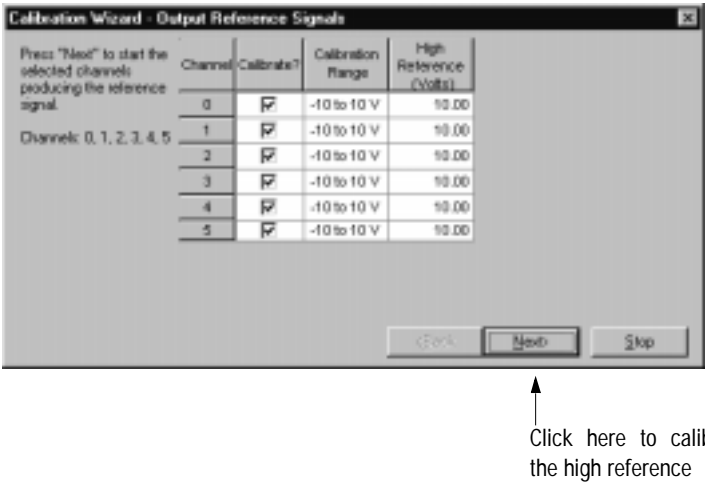 Calibration Wizard - Output Reference Signals
Press "Next" to start the
selected channels
producing the reference
signal.
Channels: 0, 1, 2, 3, 4, 5
Channel Calibrate? Calibration Range High Reference (Volts)
0 -10 to 10 V 10.00
1 -10 to 10 V 10.00
2 -10 to 10 V 10.00
3 -10 to 10 V 10.00
4 -10 to 10 V 10.00
5 -10 to 10 V 10.00
<Back Next> Stop
Click here to calib
the high reference